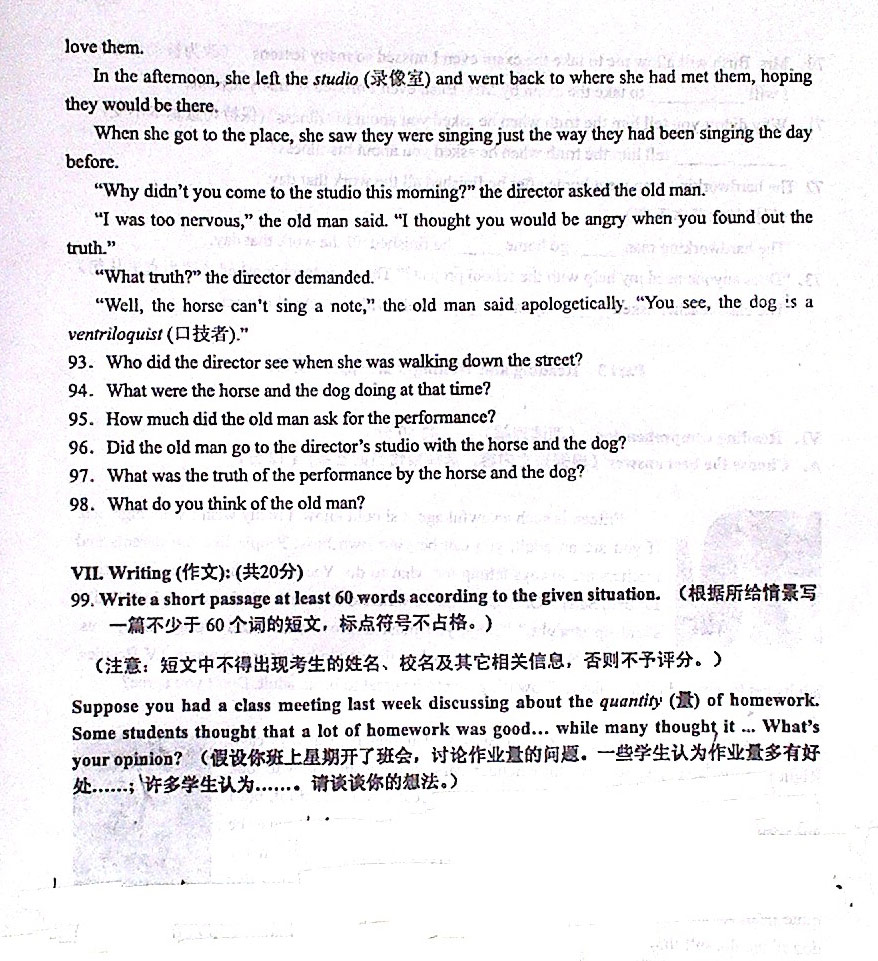 love them.
In the afternoon, she left the studio (录像室) and went back to where she had met them, hoping
they would be there.
When she got to the place, she saw they were singing just the way they had been singing the day
before.
“Why didn’t you come to the studio this morning?” the director asked the old man.
“I was too nervous,” the old man said. “I thought you would be angry when you found out the
truth.”
“What truth?” the director demanded.
“Well, the horse can’t sing a note,” the old man said apologetically. “You see, the dog is a
ventriloquist (口技者).”
93. Who did the director see when she was walking down the street?
94. What were the horse and the dog doing at that time?
95. How much did the old man ask for the performance?
96. Did the old man go to the director’s studio with the horse and the dog?
97. What was the truth of the performance by the horse and the dog?
98. What do you think of the old man?
VII. Writing (作文): (共20分)
99. Write a short passage at least 60 words according to the given situation. （根据所给情景写
一篇不少于 60 个词的短文，标点符号不占格。）
（注意：短文中不得出现考生的姓名、校名及其它相关信息，否则不予评分。）
Suppose you had a class meeting last week discussing about the quantity (量) of homework.
Some students thought that a lot of homework was good... while many thought it ... What’s
your opinion? （假设你班上星期开了班会，讨论作业量的问题。一些学生认为作业量多有好
处......; 许多学生认为.......。请谈谈你的想法。）